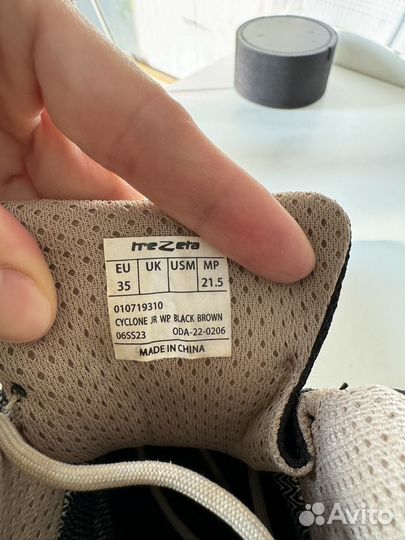 TreZeta
EU UK USM MP
35 21.5
010719310
CYCLONE JR WP BLACK BROWN
06SS23 ODA-22-0206
MADE IN CHINA
Avito